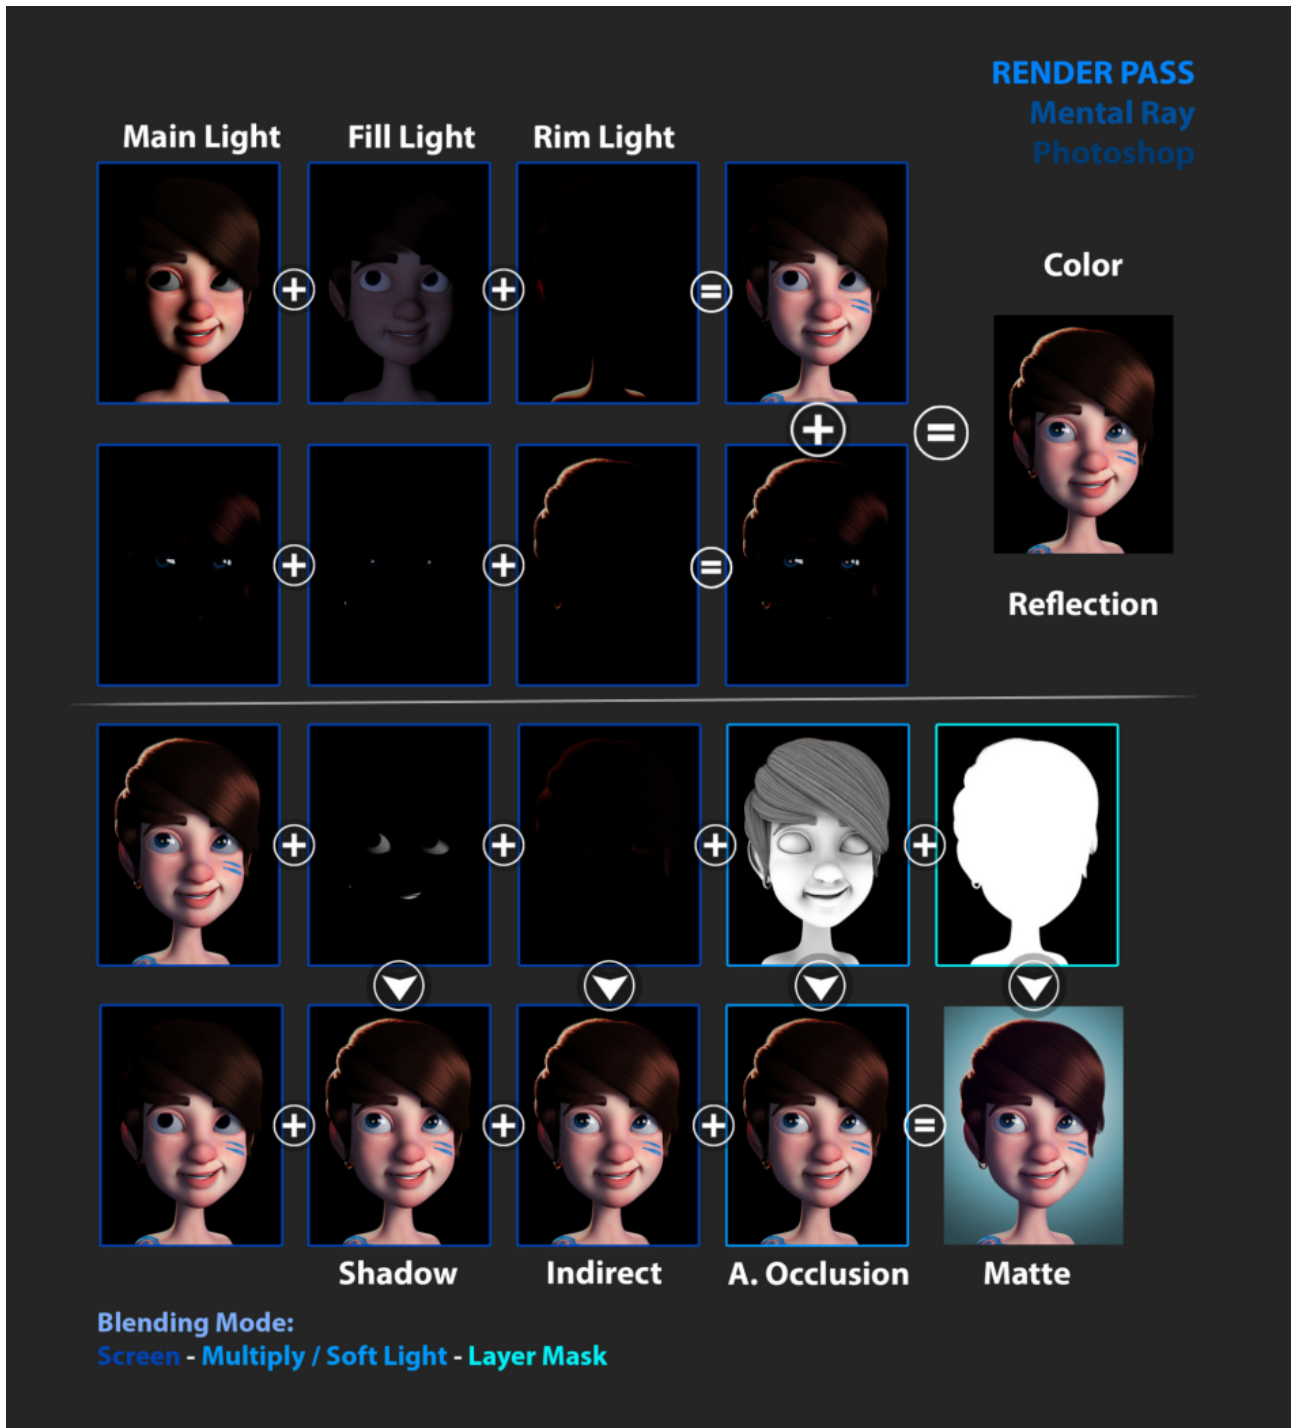 RENDER PASS
Mental Ray
Photoshop
Main Light
Fill Light
Rim Light
Color
Reflection
Shadow
Indirect
A. Occlusion
Matte
Blending Mode:
Screen - Multiply / Soft Light - Layer Mask